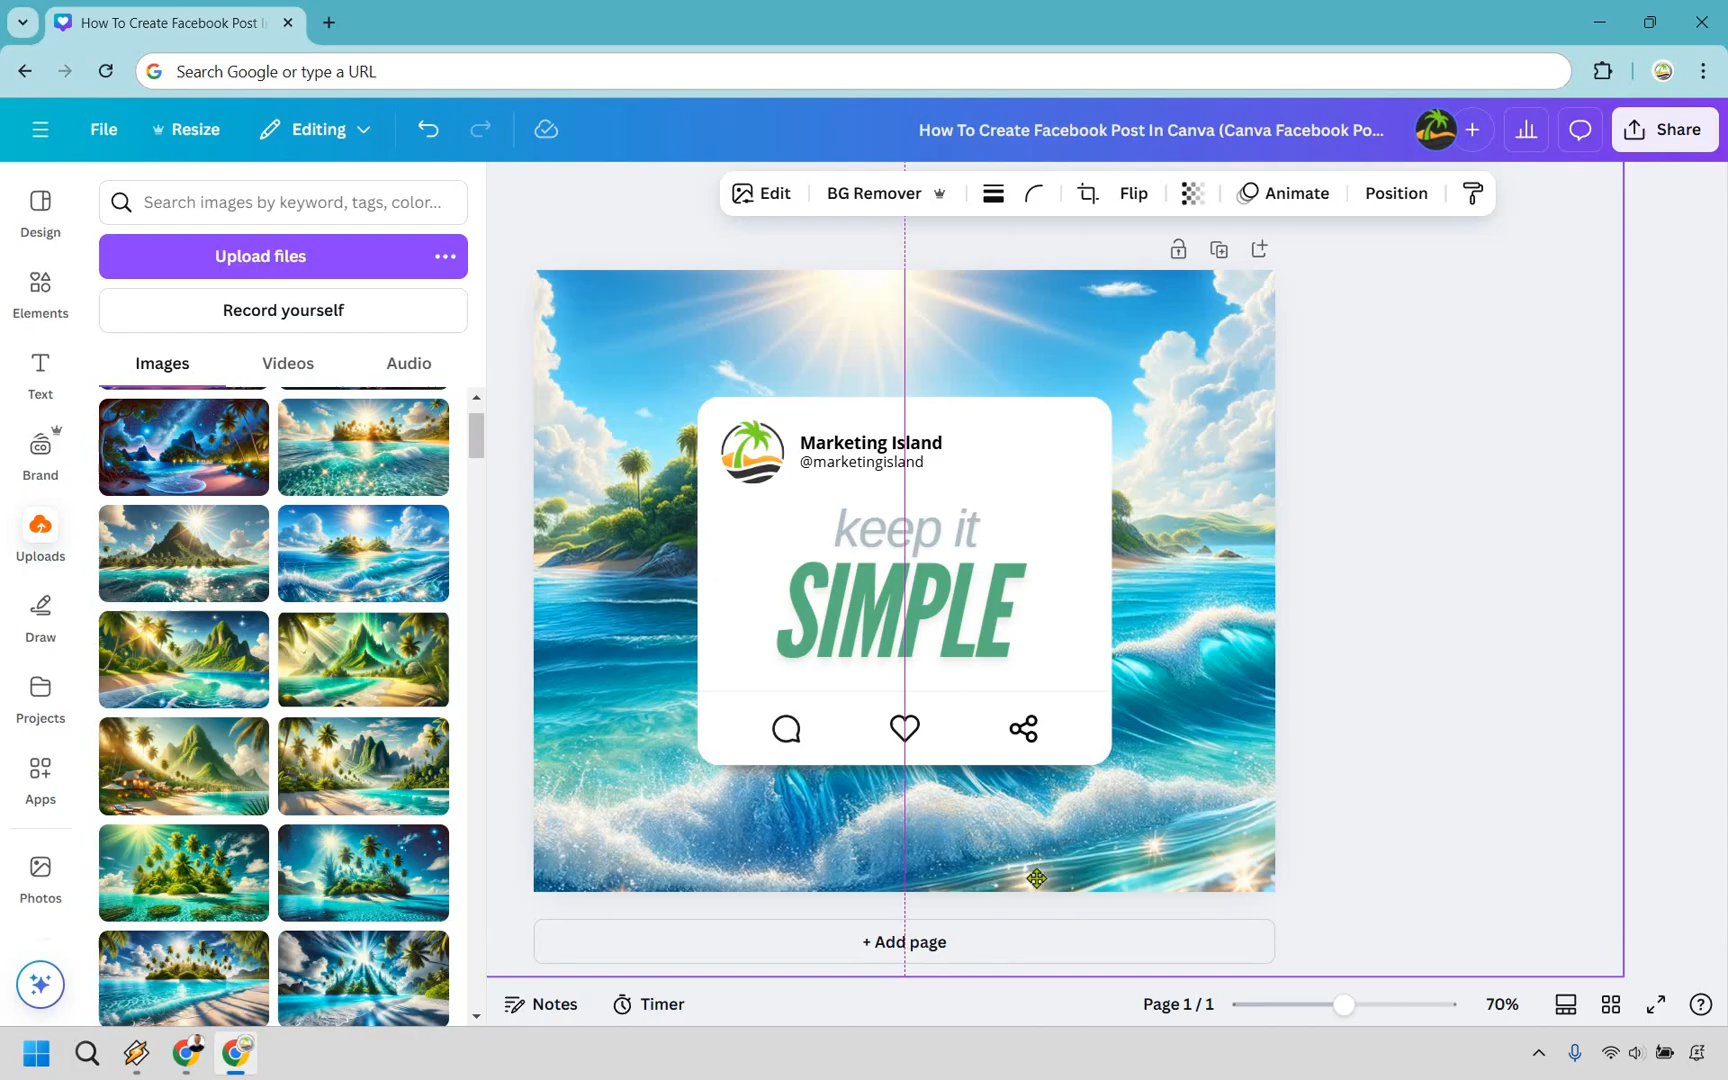 How To Create Facebook Post I
Search Google or type a URL
File
Resize
Editing
How To Create Facebook Post In Canva (Canva Facebook Po...
Share
Design
Elements
Text
Brand
Uploads
Draw
Projects
Apps
Photos
Search images by keyword, tags, color...
Upload files
Record yourself
Images
Videos
Audio
Edit
BG Remover
Flip
Animate
Position
Marketing Island
@marketingisland
keep it
SIMPLE
+ Add page
Notes
Timer
Page 1 / 1
70%